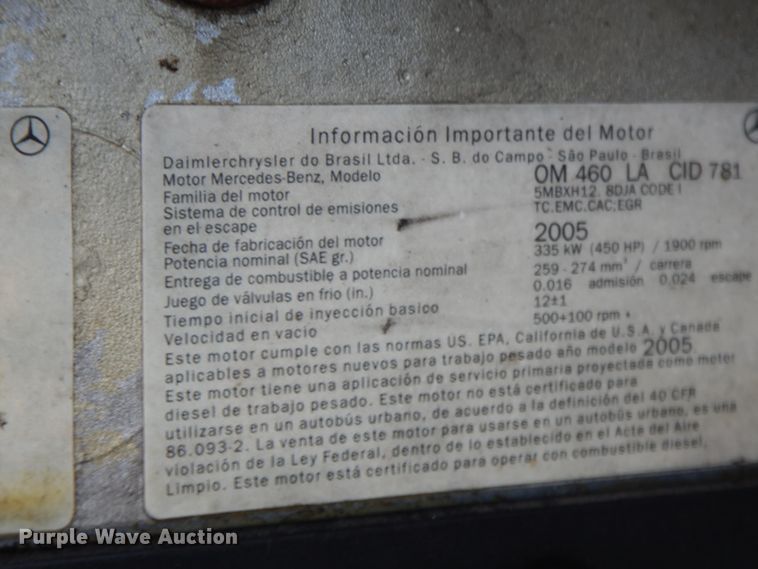 Información Importante del Motor
Daimlerchrysler do Brasil Ltda. - S. B. do Campo - São Paulo - Brasil
Motor Mercedes-Benz, Modelo OM 460 LA CID 781
Familia del motor 5MBXH12.8DJA CODE I
Sistema de control de emisiones TC.EMC.CAC;EGR
en el escape
Fecha de fabricación del motor 2005
Potencia nominal (SAE gr.) 335 kW (450 HP) / 1900 rpm
Entrega de combustible a potencia nominal 259 - 274 mm³ / carrera
Juego de válvulas en frio (in.) 0.016 admisión 0,024 escape
Tiempo inicial de inyección basico 12±1
Velocidad en vacio 500+100 rpm
Este motor cumple con las normas US. EPA, California de U.S.A. y Canada
aplicables a motores nuevos para trabajo pesado año modelo 2005
Este motor tiene una aplicación de servicio primaria proyectada como motor
diesel de trabajo pesado. Este motor no está certificado para
utilizarse en un autobús urbano, de acuerdo a la definición del 40 CFR
86.093-2. La venta de este motor para usarse en un autobús urbano, es una
violación de la Ley Federal, dentro de lo establecido en el Acte del Aire
Limpio. Este motor está certificado para operar con combustible diesel.
Purple Wave Auction